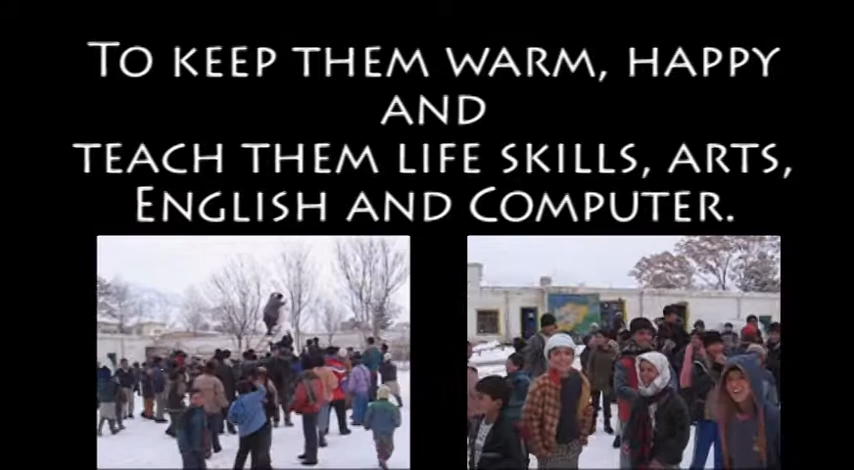 To keep them warm, happy
and
teach them life skills, arts,
English and Computer.